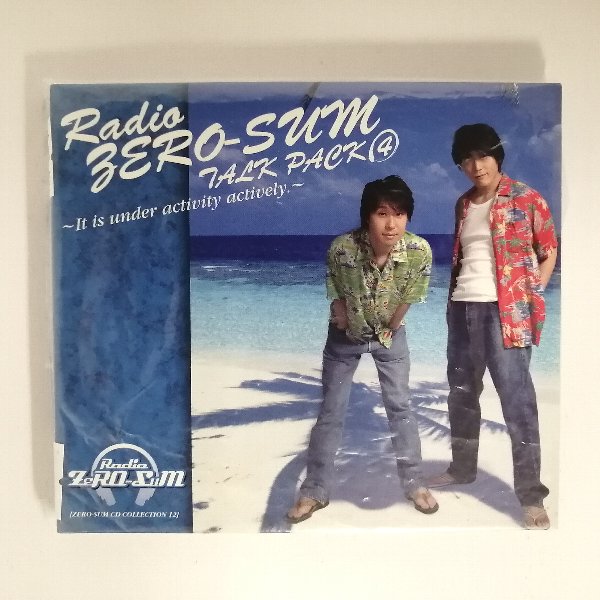 Radio
ZERO-SUM
TALK PACK④
~It is under activity actively.~
Radio
ZeRO-SuM
[ZERO-SUM CD COLLECTION 12]